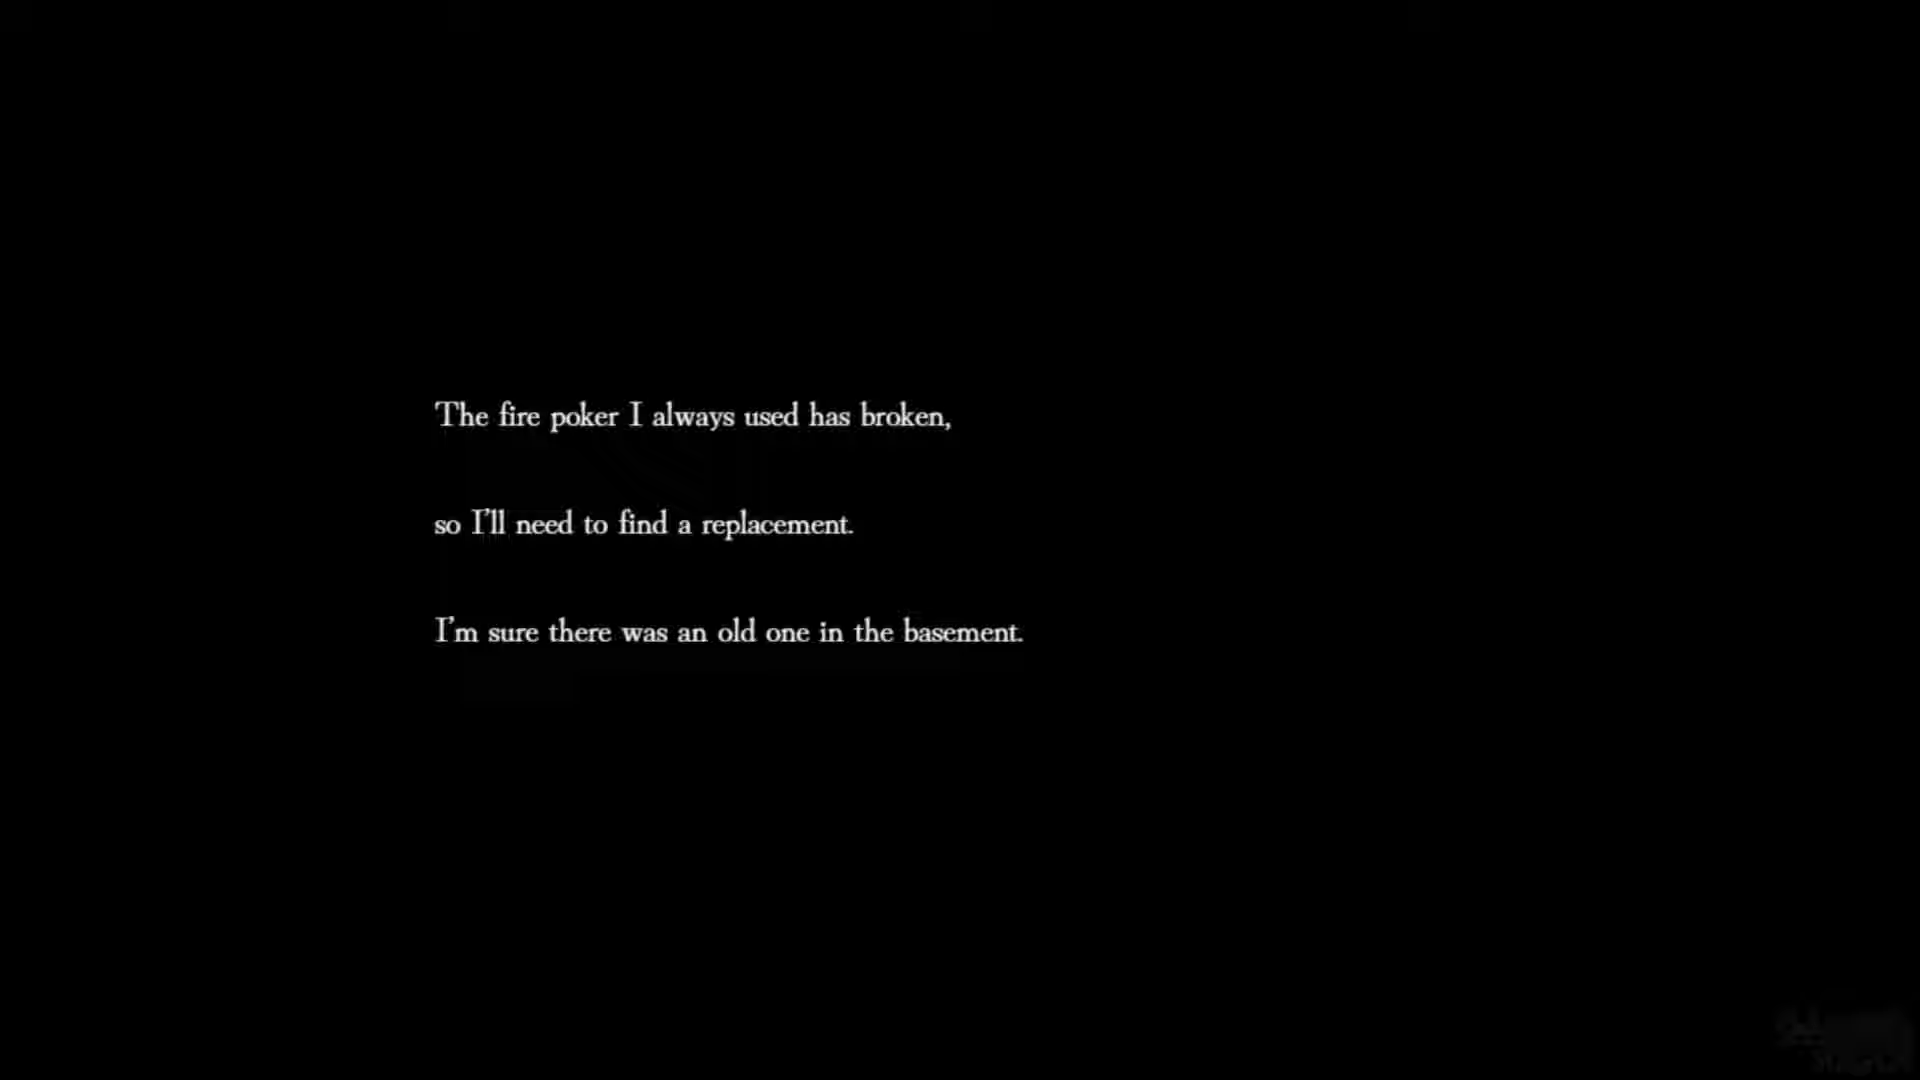 The fire poker I always used has broken,
so I'll need to find a replacement.
I'm sure there was an old one in the basement.